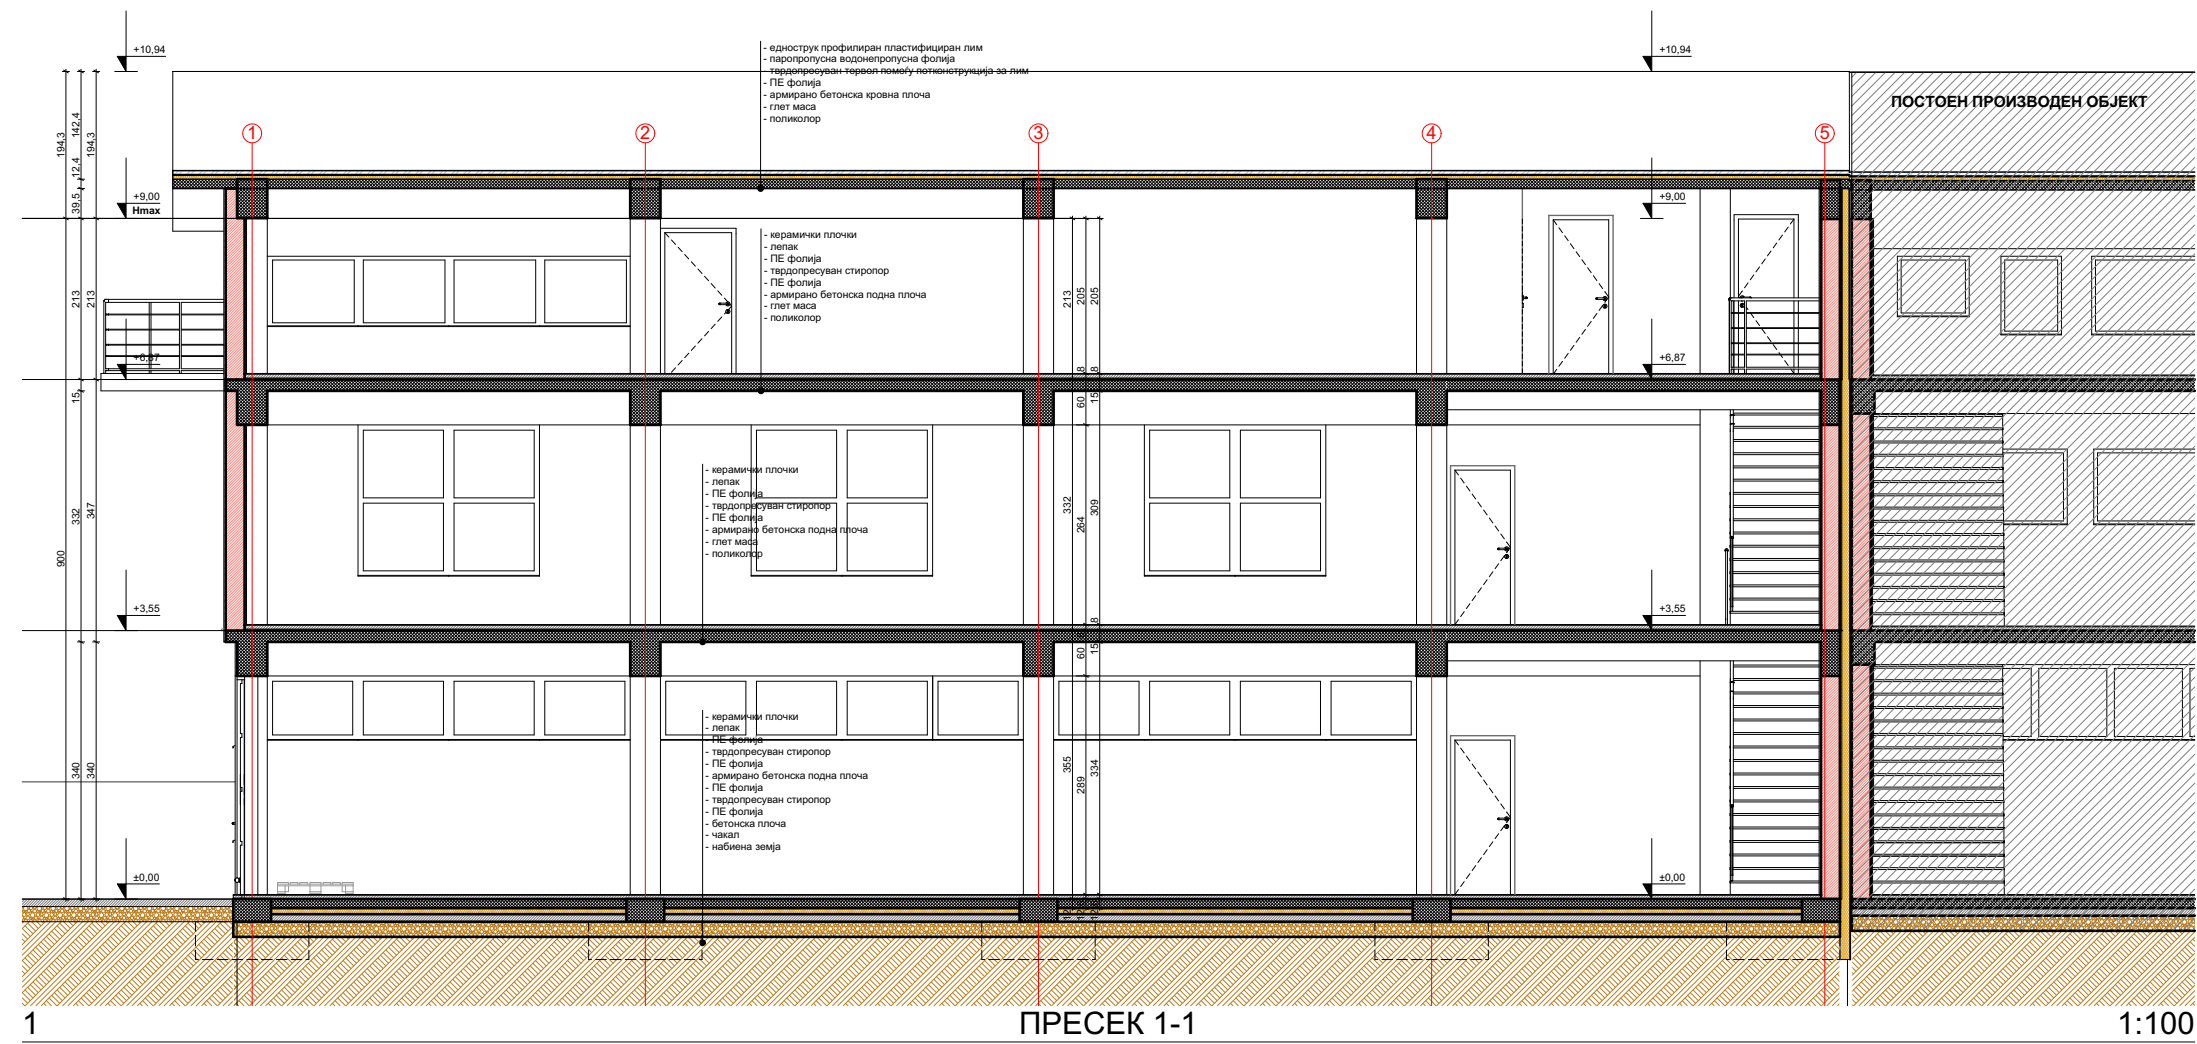 +10,94
- еднострук профилиран пластифициран лим
- паропропусна водонепропусна фолија
- тврдопресуван тервол помеѓу потконструкција за лим
- ПЕ фолија
- армирано бетонска кровна плоча
- глет маса
- поликолор
+10,94
ПОСТОЕН ПРОИЗВОДЕН ОБЈЕКТ
1
2
3
4
5
194,3
142,4
12,4
39,5
194,3
+9,00
Hmax
+9,00
- керамички плочки
- лепак
- ПЕ фолија
- тврдопресуван стиропор
- ПЕ фолија
- армирано бетонска подна плоча
- глет маса
- поликолор
213
213
213
205
205
+6,87
+6,87
8
8
15
60
15
- керамички плочки
- лепак
- ПЕ фолија
- тврдопресуван стиропор
- ПЕ фолија
- армирано бетонска подна плоча
- глет маса
- поликолор
900
332
347
332
264
309
+3,55
+3,55
8
60
15
- керамички плочки
- лепак
- ПЕ фолија
- тврдопресуван стиропор
- ПЕ фолија
- армирано бетонска подна плоча
- ПЕ фолија
- тврдопресуван стиропор
- ПЕ фолија
- бетонска плоча
- чакал
- набиена земја
340
340
355
289
334
±0,00
±0,00
1
ПРЕСЕК 1-1
1:100